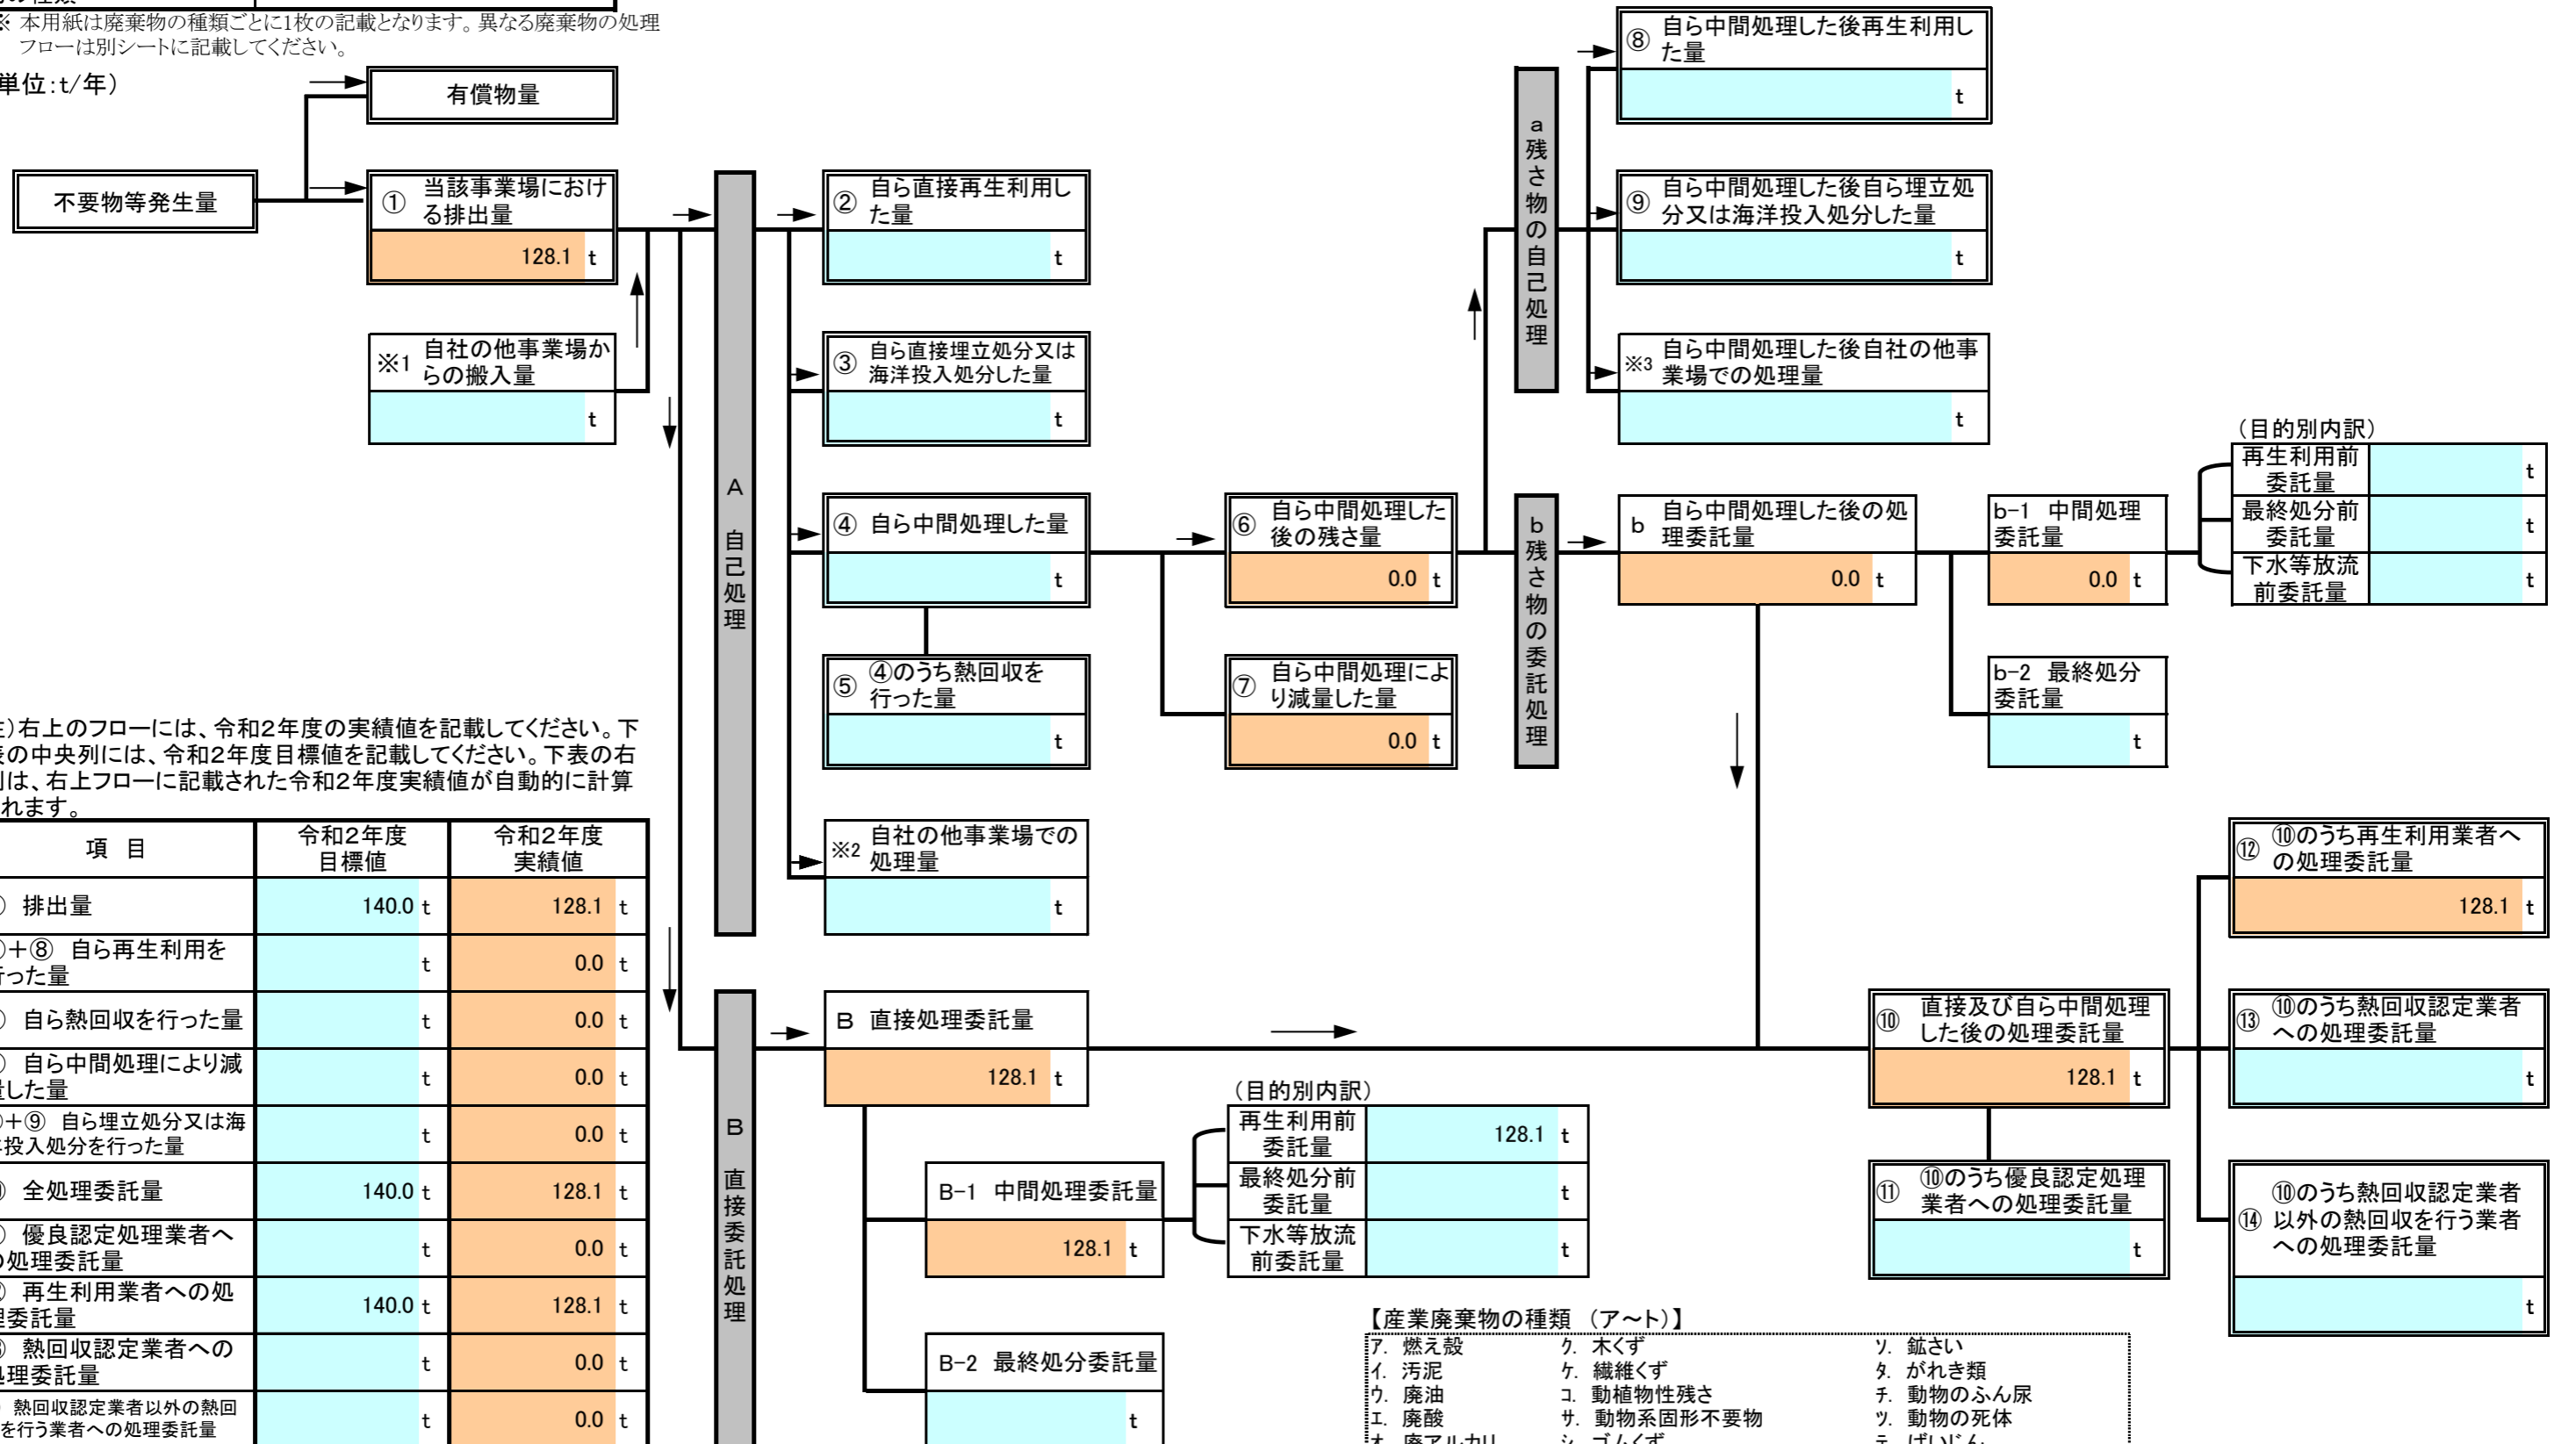 の種類
※ 本用紙は廃棄物の種類ごとに1枚の記載となります。異なる廃棄物の処理
フローは別シートに記載してください。
単位:t/年)
有償物量
不要物等発生量
① 当該事業場におけ
る排出量
128.1 t
※1 自社の他事業場か
らの搬入量
t
A 自己処理
② 自ら直接再生利用し
た量
t
③ 自ら直接埋立処分又は
海洋投入処分した量
t
④ 自ら中間処理した量
t
⑤ ④のうち熱回収を
行った量
t
※2 自社の他事業場での
処理量
t
⑥ 自ら中間処理した
後の残さ量
0.0 t
⑦ 自ら中間処理によ
り減量した量
0.0 t
a残さ物の自己処理
⑧ 自ら中間処理した後再生利用し
た量
t
⑨ 自ら中間処理した後自ら埋立処
分又は海洋投入処分した量
t
※3 自ら中間処理した後自社の他事
業場での処理量
t
b残さ物の委託処理
b 自ら中間処理した後の処
理委託量
0.0 t
b-1 中間処理
委託量
0.0 t
b-2 最終処分
委託量
t
(目的別内訳)
再生利用前
委託量
t
最終処分前
委託量
t
下水等放流
前委託量
t
)右上のフローには、令和2年度の実績値を記載してください。下
表の中央列には、令和2年度目標値を記載してください。下表の右
列は、右上フローに記載された令和2年度実績値が自動的に計算
れます。
項 目 令和2年度
目標値 令和2年度
実績値
排出量 140.0 t 128.1 t
+⑧ 自ら再生利用を
行った量 t 0.0 t
自ら熱回収を行った量 t 0.0 t
自ら中間処理により減
量した量 t 0.0 t
+⑨ 自ら埋立処分又は海
洋投入処分を行った量 t 0.0 t
全処理委託量 140.0 t 128.1 t
優良認定処理業者へ
の処理委託量 t 0.0 t
再生利用業者への処
理委託量 140.0 t 128.1 t
熱回収認定業者への
処理委託量 t 0.0 t
熱回収認定業者以外の熱回
を行う業者への処理委託量 t 0.0 t
B 直接委託処理
B 直接処理委託量
128.1 t
B-1 中間処理委託量
128.1 t
B-2 最終処分委託量
t
(目的別内訳)
再生利用前
委託量
128.1 t
最終処分前
委託量
t
下水等放流
前委託量
t
⑩ 直接及び自ら中間処理
した後の処理委託量
128.1 t
⑪ ⑩のうち優良認定処理
業者への処理委託量
t
⑫ ⑩のうち再生利用業者へ
の処理委託量
128.1 t
⑬ ⑩のうち熱回収認定業者
への処理委託量
t
⑭ ⑩のうち熱回収認定業者
以外の熱回収を行う業者
への処理委託量
t
【産業廃棄物の種類 (ア～ト)】
ア. 燃え殻 ク. 木くず ソ. 鉱さい
イ. 汚泥 ケ. 繊維くず タ. がれき類
ウ. 廃油 コ. 動植物性残さ チ. 動物のふん尿
エ. 廃酸 サ. 動物系固形不要物 ツ. 動物の死体
オ. 廃アルカリ シ. ゴムくず テ. ばいじん